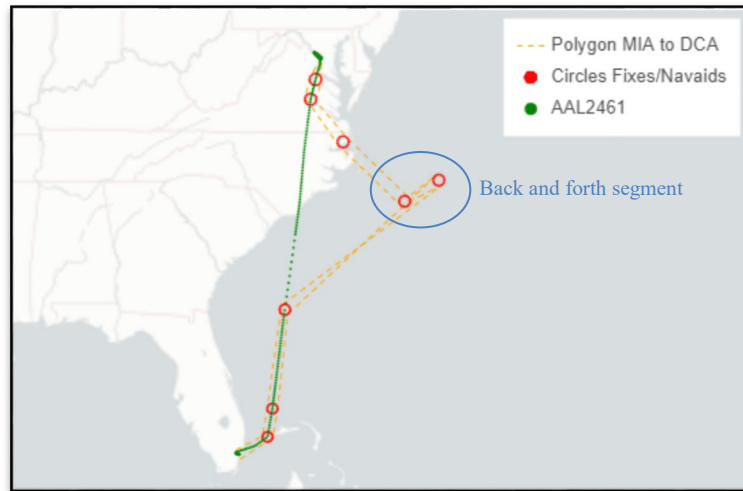 Polygon MIA to DCA
Circles Fixes/Navaids
AAL2461
Back and forth segment